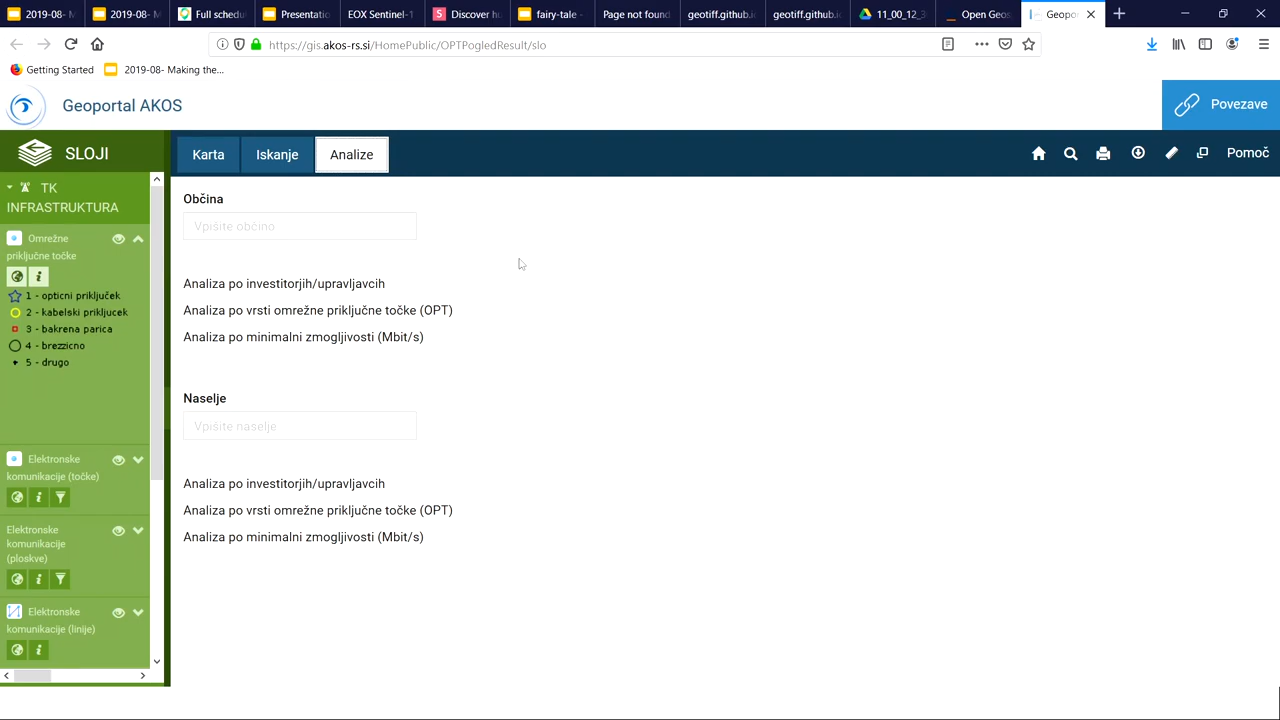 2019-08- M
2019-08- M
Full schedu
Presentatio
EOX Sentinel-1
Discover hu
fairy-tale -
Page not found
geotiff.github.io
geotiff.github.io
11_00_12_3
Open Geos
Geopo
https://gis.akos-rs.si/HomePublic/OPTPogledResult/slo
Getting Started
2019-08- Making the...
Geoportal AKOS
Povezave
SLOJI
Karta
Iskanje
Analize
Pomoč
TK
INFRASTRUKTURA
Omrežne
priključne točke
1 - opticni priključek
2 - kabelski priključek
3 - bakrena parica
4 - brezzicno
5 - drugo
Elektronske
komunikacije (točke)
Elektronske
komunikacije
(ploskve)
Elektronske
komunikacije (linije)
Občina
Vpišite občino
Analiza po investitorjih/upravljavcih
Analiza po vrsti omrežne priključne točke (OPT)
Analiza po minimalni zmogljivosti (Mbit/s)
Naselje
Vpišite naselje
Analiza po investitorjih/upravljavcih
Analiza po vrsti omrežne priključne točke (OPT)
Analiza po minimalni zmogljivosti (Mbit/s)